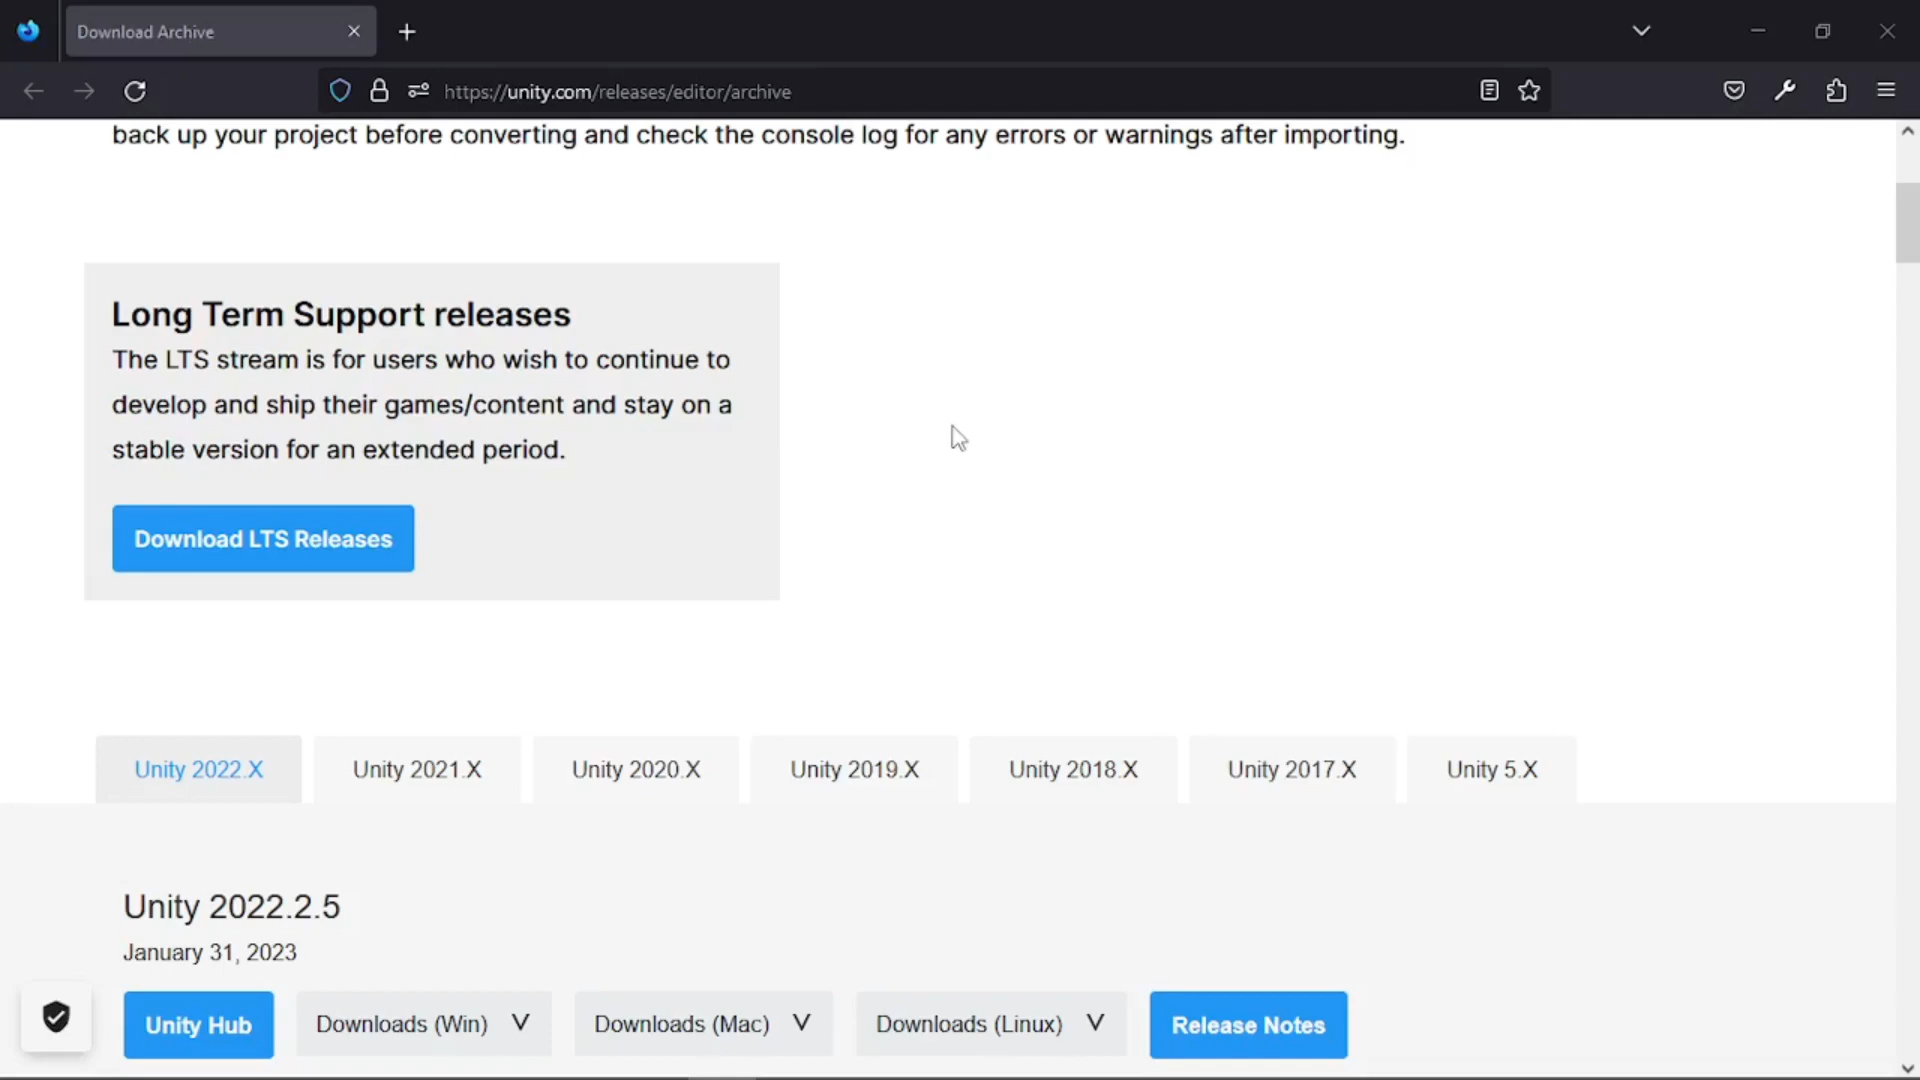 Download Archive
https://unity.com/releases/editor/archive
back up your project before converting and check the console log for any errors or warnings after importing.
Long Term Support releases
The LTS stream is for users who wish to continue to
develop and ship their games/content and stay on a
stable version for an extended period.
Download LTS Releases
Unity 2022.X Unity 2021.X Unity 2020.X Unity 2019.X Unity 2018.X Unity 2017.X Unity 5.X
Unity 2022.2.5
January 31, 2023
Unity Hub Downloads (Win) Downloads (Mac) Downloads (Linux) Release Notes